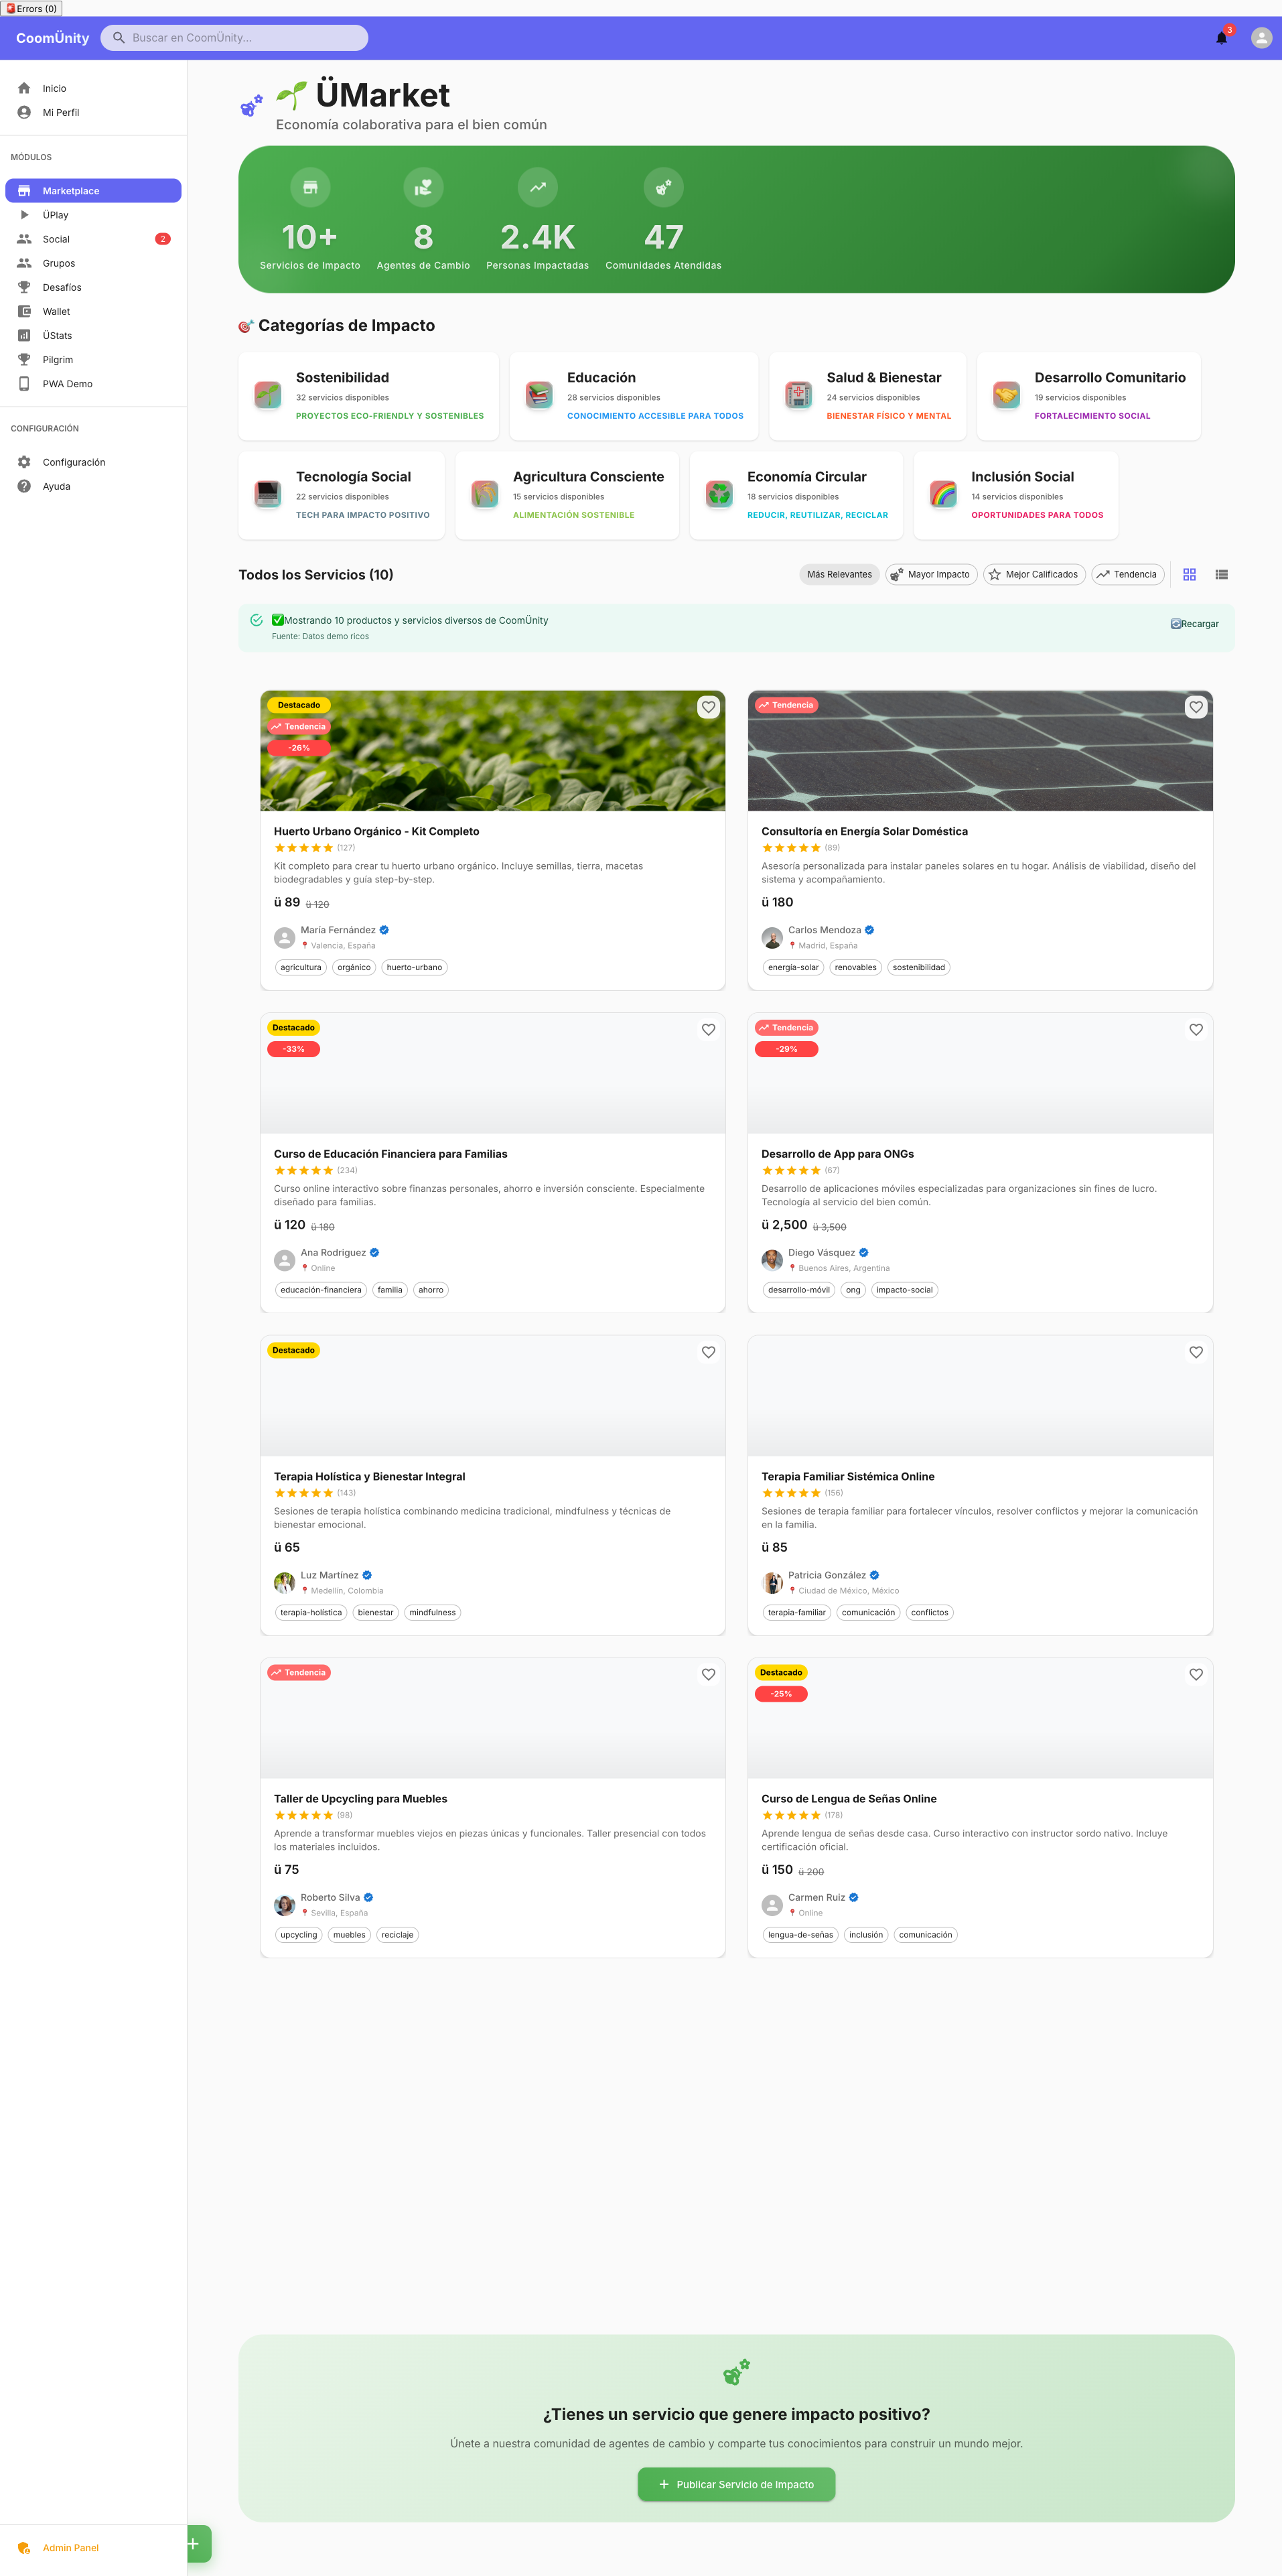 Errors (0)
CoomÜnity
Buscar en CoomÜnity...
3
Inicio
Mi Perfil
MÓDULOS
Marketplace
ÜPlay
Social
2
Grupos
Desafíos
Wallet
ÜStats
Pilgrim
PWA Demo
CONFIGURACIÓN
Configuración
Ayuda
Admin Panel
ÜMarket
Economía colaborativa para el bien común
10+
Servicios de Impacto
8
Agentes de Cambio
2.4K
Personas Impactadas
47
Comunidades Atendidas
Categorías de Impacto
Sostenibilidad
32 servicios disponibles
PROYECTOS ECO-FRIENDLY Y SOSTENIBLES
Educación
28 servicios disponibles
CONOCIMIENTO ACCESIBLE PARA TODOS
Salud & Bienestar
24 servicios disponibles
BIENESTAR FÍSICO Y MENTAL
Desarrollo Comunitario
19 servicios disponibles
FORTALECIMIENTO SOCIAL
Tecnología Social
22 servicios disponibles
TECH PARA IMPACTO POSITIVO
Agricultura Consciente
15 servicios disponibles
ALIMENTACIÓN SOSTENIBLE
Economía Circular
18 servicios disponibles
REDUCIR, REUTILIZAR, RECICLAR
Inclusión Social
14 servicios disponibles
OPORTUNIDADES PARA TODOS
Todos los Servicios (10)
Más Relevantes
Mayor Impacto
Mejor Calificados
Tendencia
Mostrando 10 productos y servicios diversos de CoomÜnity
Fuente: Datos demo ricos
Recargar
Destacado
Tendencia
-26%
Huerto Urbano Orgánico - Kit Completo
(127)
Kit completo para crear tu huerto urbano orgánico. Incluye semillas, tierra, macetas
biodegradables y guía step-by-step.
ü 89 ü 120
María Fernández
Valencia, España
agricultura
orgánico
huerto-urbano
Tendencia
Consultoría en Energía Solar Doméstica
(89)
Asesoría personalizada para instalar paneles solares en tu hogar. Análisis de viabilidad, diseño del
sistema y acompañamiento.
ü 180
Carlos Mendoza
Madrid, España
energía-solar
renovables
sostenibilidad
Destacado
-33%
Curso de Educación Financiera para Familias
(234)
Curso online interactivo sobre finanzas personales, ahorro e inversión consciente. Especialmente
diseñado para familias.
ü 120 ü 180
Ana Rodriguez
Online
educación-financiera
familia
ahorro
Tendencia
-29%
Desarrollo de App para ONGs
(67)
Desarrollo de aplicaciones móviles especializadas para organizaciones sin fines de lucro.
Tecnología al servicio del bien común.
ü 2,500 ü 3,500
Diego Vásquez
Buenos Aires, Argentina
desarrollo-móvil
ong
impacto-social
Destacado
Terapia Holística y Bienestar Integral
(143)
Sesiones de terapia holística combinando medicina tradicional, mindfulness y técnicas de
bienestar emocional.
ü 65
Luz Martínez
Medellín, Colombia
terapia-holística
bienestar
mindfulness
Terapia Familiar Sistémica Online
(156)
Sesiones de terapia familiar para fortalecer vínculos, resolver conflictos y mejorar la comunicación
en la familia.
ü 85
Patricia González
Ciudad de México, México
terapia-familiar
comunicación
conflictos
Tendencia
Taller de Upcycling para Muebles
(98)
Aprende a transformar muebles viejos en piezas únicas y funcionales. Taller presencial con todos
los materiales incluidos.
ü 75
Roberto Silva
Sevilla, España
upcycling
muebles
reciclaje
Destacado
-25%
Curso de Lengua de Señas Online
(178)
Aprende lengua de señas desde casa. Curso interactivo con instructor sordo nativo. Incluye
certificación oficial.
ü 150 ü 200
Carmen Ruiz
Online
lengua-de-señas
inclusión
comunicación
¿Tienes un servicio que genere impacto positivo?
Únete a nuestra comunidad de agentes de cambio y comparte tus conocimientos para construir un mundo mejor.
Publicar Servicio de Impacto